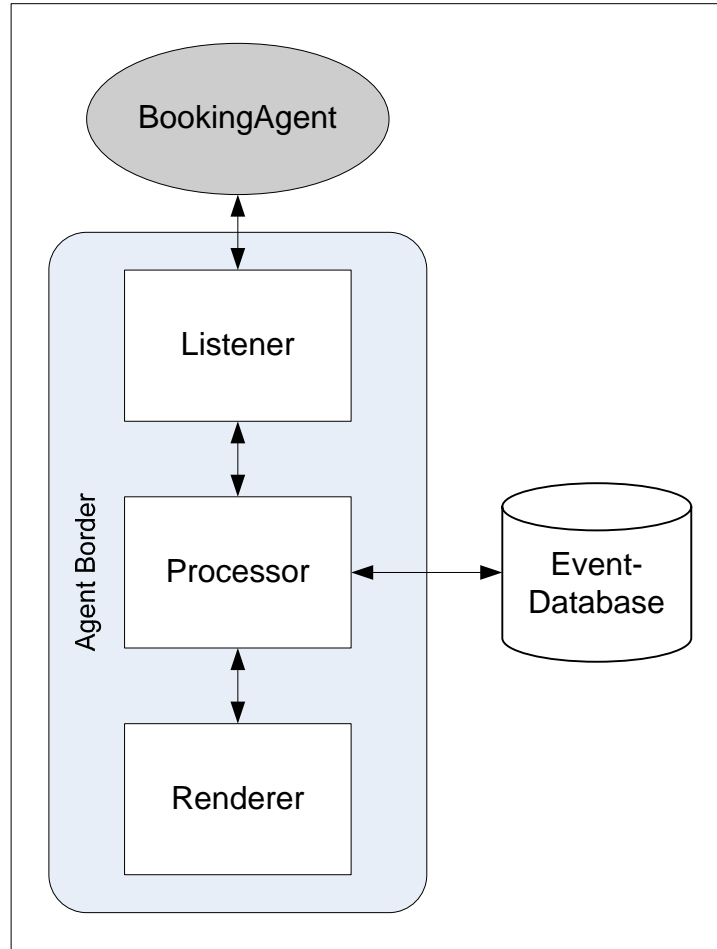 BookingAgent
Listener
Agent Border
Processor
Event-
Database
Renderer